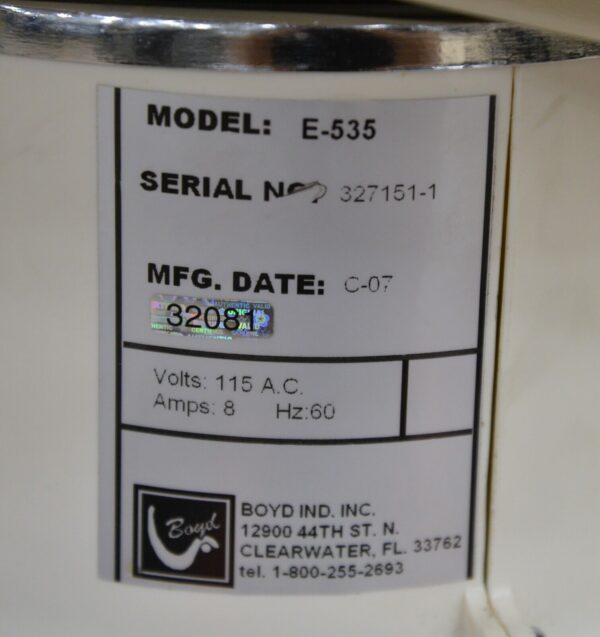 MODEL: E-535
SERIAL NO. 327151-1
MFG. DATE: C-07
3208
Volts: 115 A.C.
Amps: 8 Hz:60
Boyd
BOYD IND. INC.
12900 44TH ST. N.
CLEARWATER, FL. 33762
tel. 1-800-255-2693